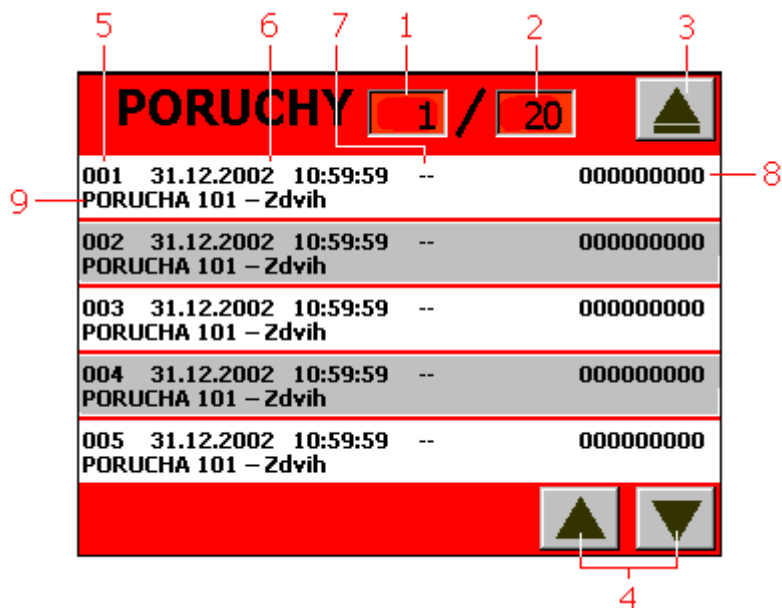 5 6 7 1 2 3
PORUCHY 1 / 20
001 31.12.2002 10:59:59 -- 000000000 8
9 PORUCHA 101 – Zdvih
002 31.12.2002 10:59:59 -- 000000000
PORUCHA 101 – Zdvih
003 31.12.2002 10:59:59 -- 000000000
PORUCHA 101 – Zdvih
004 31.12.2002 10:59:59 -- 000000000
PORUCHA 101 – Zdvih
005 31.12.2002 10:59:59 -- 000000000
PORUCHA 101 – Zdvih
4